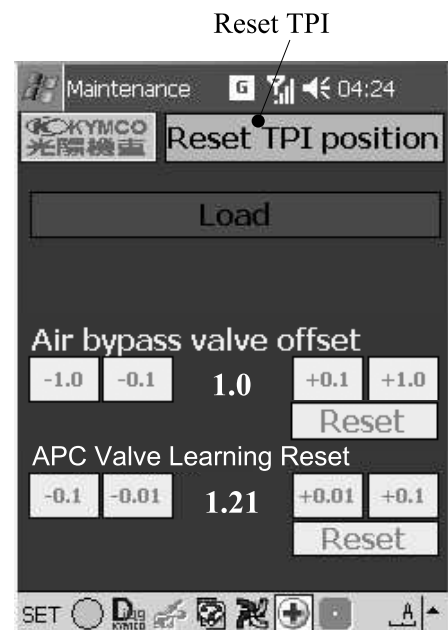 Reset TPI
Maintenance G 04:24
KYMCO
光陽機車
Reset TPI position
Load
Air bypass valve offset
-1.0 -0.1 1.0 +0.1 +1.0
Reset
APC Valve Learning Reset
-0.1 -0.01 1.21 +0.01 +0.1
Reset
SET Diag KYMCO A